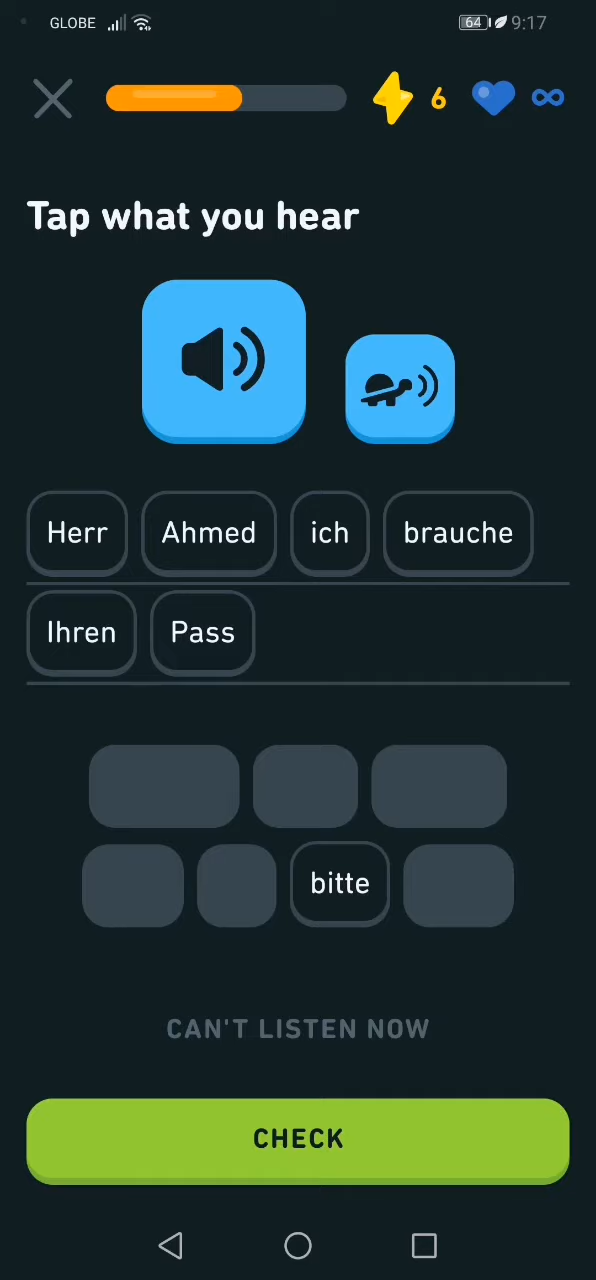 GLOBE 64 9:17
6 ∞
Tap what you hear
Herr Ahmed ich brauche
Ihren Pass
bitte
CAN'T LISTEN NOW
CHECK